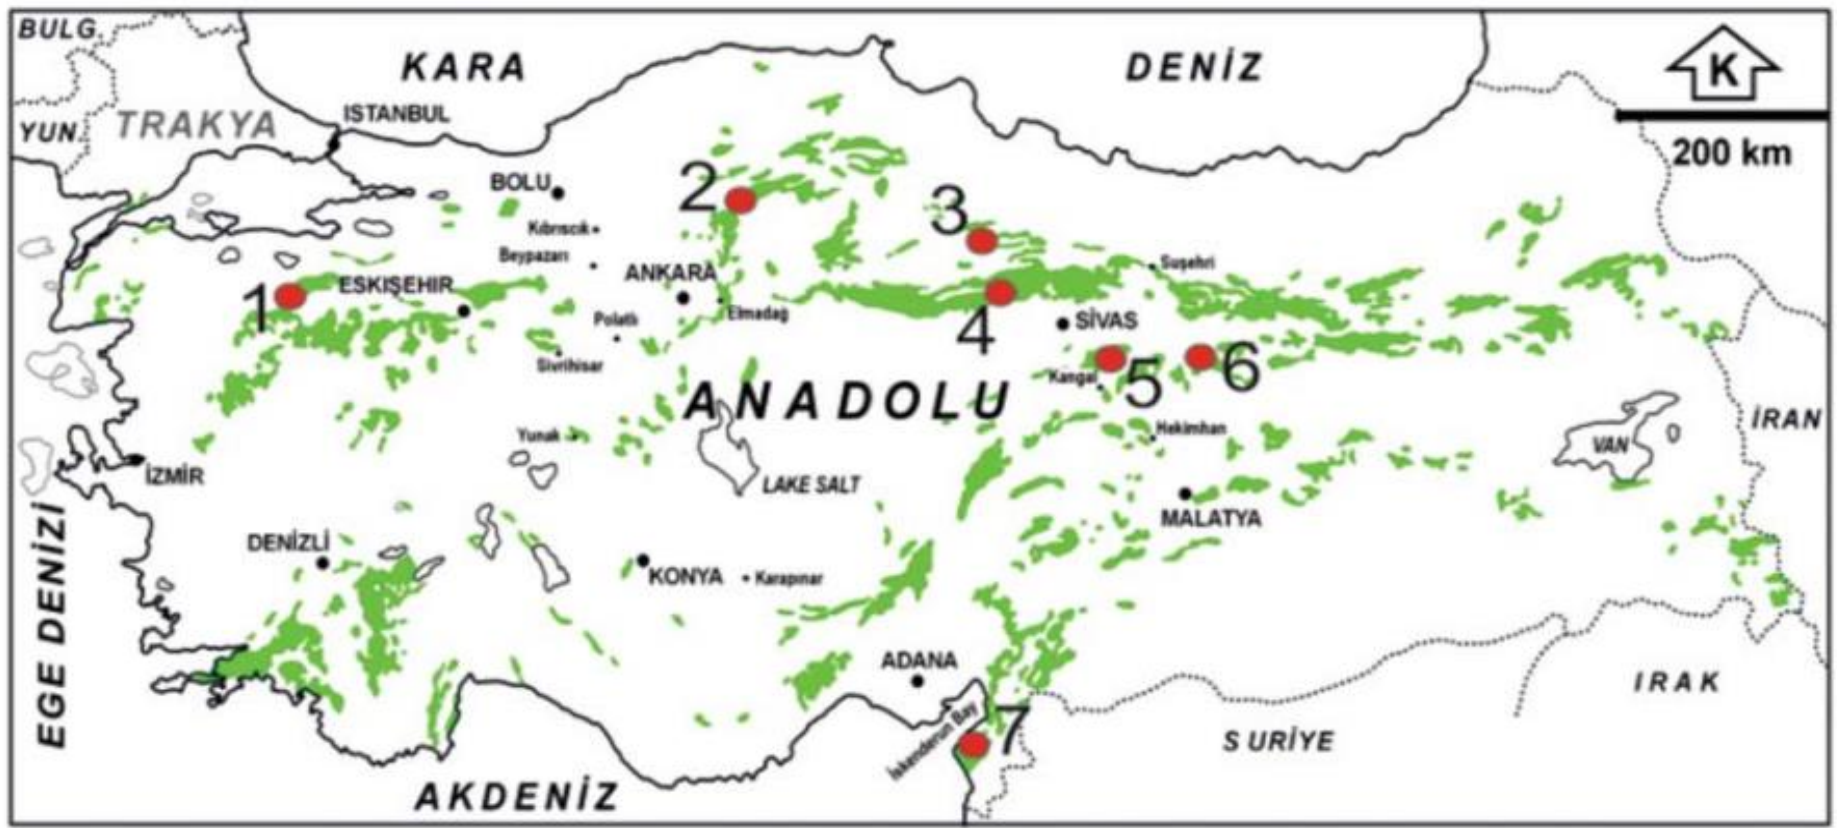 BULG.
KARA DENİZ
K
ISTANBUL
TRAKYA
YUN.
200 km
BOLU
2
3
Kıbrıscık
Beypazarı
ANKARA
Suşehri
ESKIŞEHIR
1
Elmadağ
Polatlı
4
SİVAS
Sivrihisar
Kangal
5
6
ANADOLU
İRAN
Yunak
Hekimhan
VAN
İZMİR
LAKE SALT
MALATYA
DENİZLİ
KONYA
Karapınar
EGE DENİZİ
ADANA
IRAK
İskenderun Bay
7
SURİYE
AKDENİZ